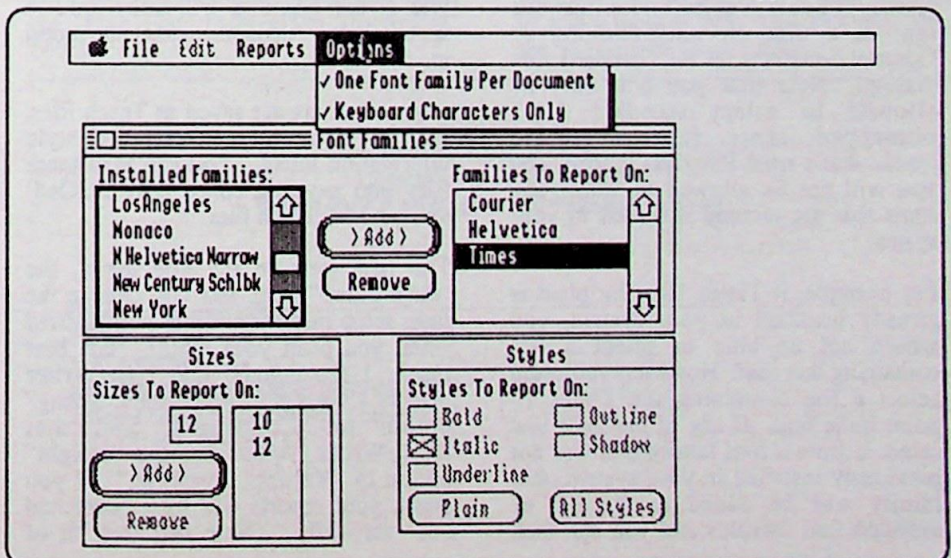 File Edit Reports Options
✓ One Font Family Per Document
✓ Keyboard Characters Only
Font Families
Installed Families:
LosAngeles
Monaco
N Helvetica Narrow
New Century Schlbk
New York
> Add >
Remove
Families To Report On:
Courier
Helvetica
Times
Sizes
Sizes To Report On:
12
10
12
> Add >
Remove
Styles
Styles To Report On:
Bold
Italic
Underline
Outline
Shadow
Plain
All Styles